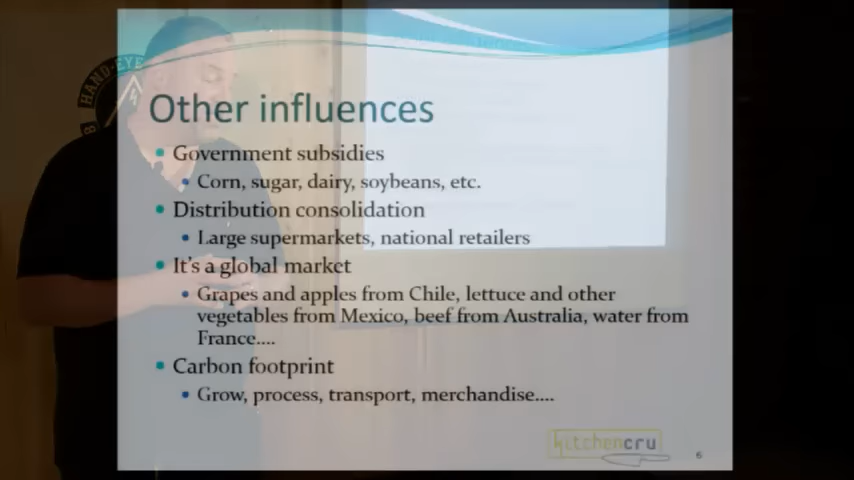 HAND-EYE
Other influences
Government subsidies
Corn, sugar, dairy, soybeans, etc.
Distribution consolidation
Large supermarkets, national retailers
It's a global market
Grapes and apples from Chile, lettuce and other
vegetables from Mexico, beef from Australia, water from
France....
Carbon footprint
Grow, process, transport, merchandise....
kitchencru
6